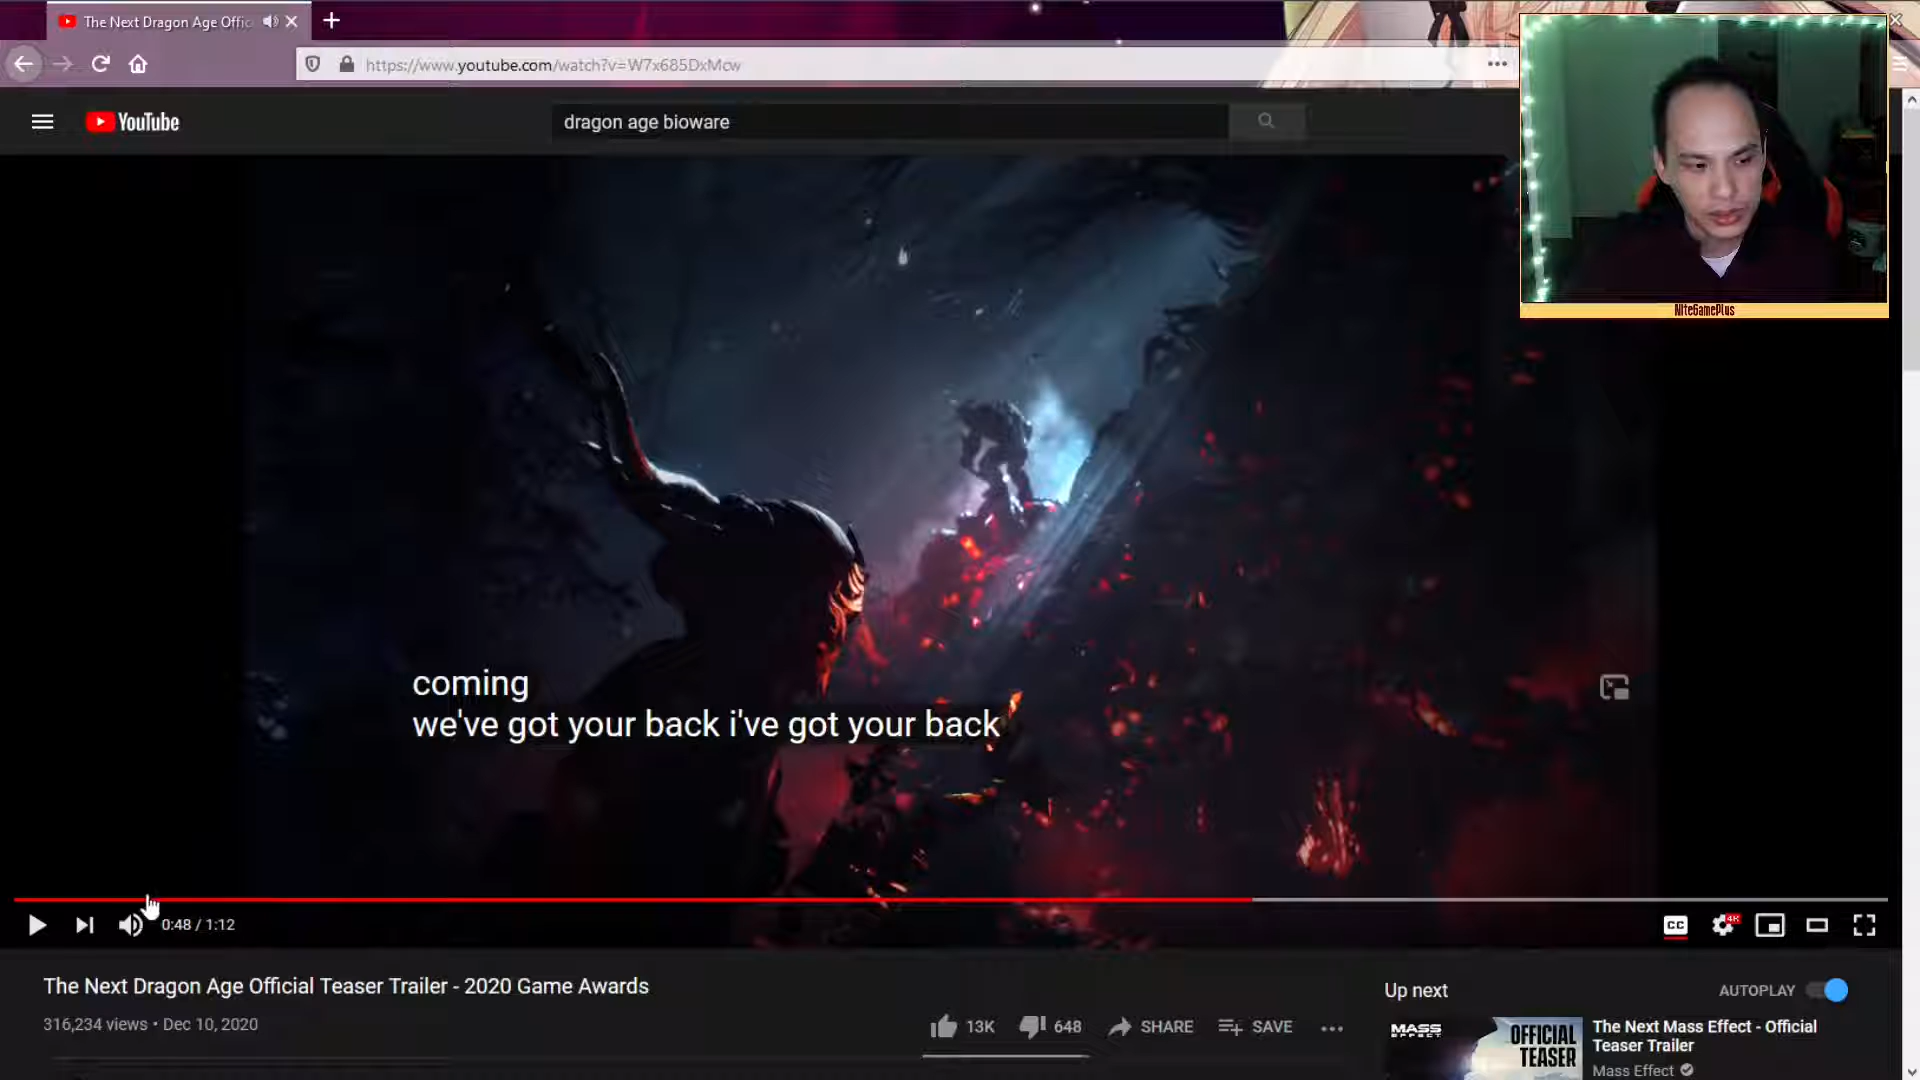 The Next Dragon Age Offic
https://www.youtube.com/watch?v=W7x685DxMcw
YouTube
dragon age bioware
NiteGamePlus
coming
we've got your back i've got your back
0:48 / 1:12
CC
4K
The Next Dragon Age Official Teaser Trailer - 2020 Game Awards
316,234 views • Dec 10, 2020
13K
648
SHARE
SAVE
Up next
AUTOPLAY
MASS
EFFECT
OFFICIAL
TEASER
The Next Mass Effect - Official
Teaser Trailer
Mass Effect